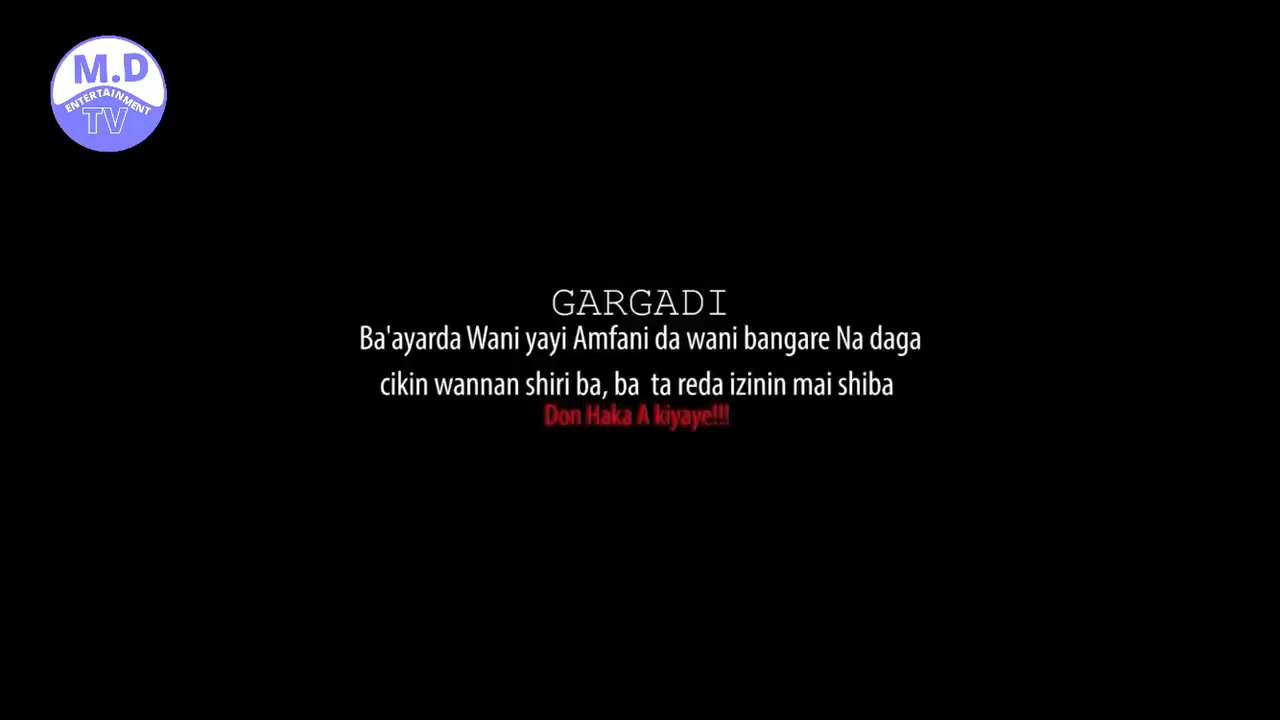 M.D
ENTERTAINMENT
TV
GARGADI
Ba'ayarda Wani yayi Amfani da wani bangare Na daga
cikin wannan shiri ba, ba ta reda izinin mai shiba
Don Haka A kiyaye!!!